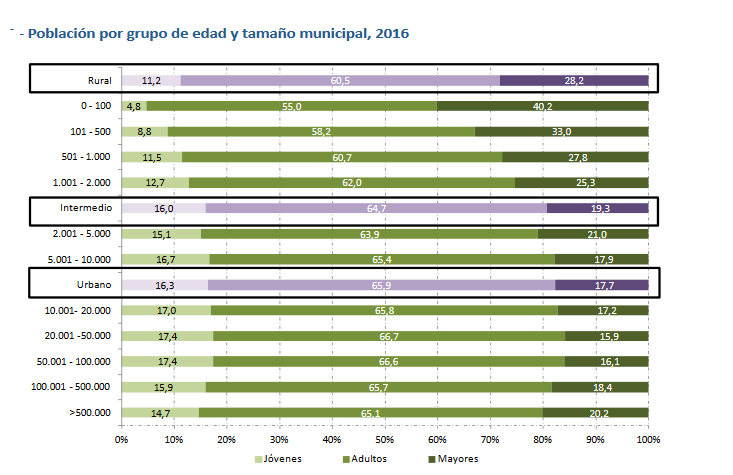 - - Población por grupo de edad y tamaño municipal, 2016
Rural 11,2 60,5 28,2
0 - 100 4,8 55,0 40,2
101 - 500 8,8 58,2 33,0
501 - 1.000 11,5 60,7 27,8
1.001 - 2.000 12,7 62,0 25,3
Intermedio 16,0 64,7 19,3
2.001 - 5.000 15,1 63,9 21,0
5.001 - 10.000 16,7 65,4 17,9
Urbano 16,3 65,9 17,7
10.001- 20.000 17,0 65,8 17,2
20.001 -50.000 17,4 66,7 15,9
50.001 - 100.000 17,4 66,6 16,1
100.001 - 500.000 15,9 65,7 18,4
>500.000 14,7 65,1 20,2
0% 10% 20% 30% 40% 50% 60% 70% 80% 90% 100%
Jóvenes Adultos Mayores